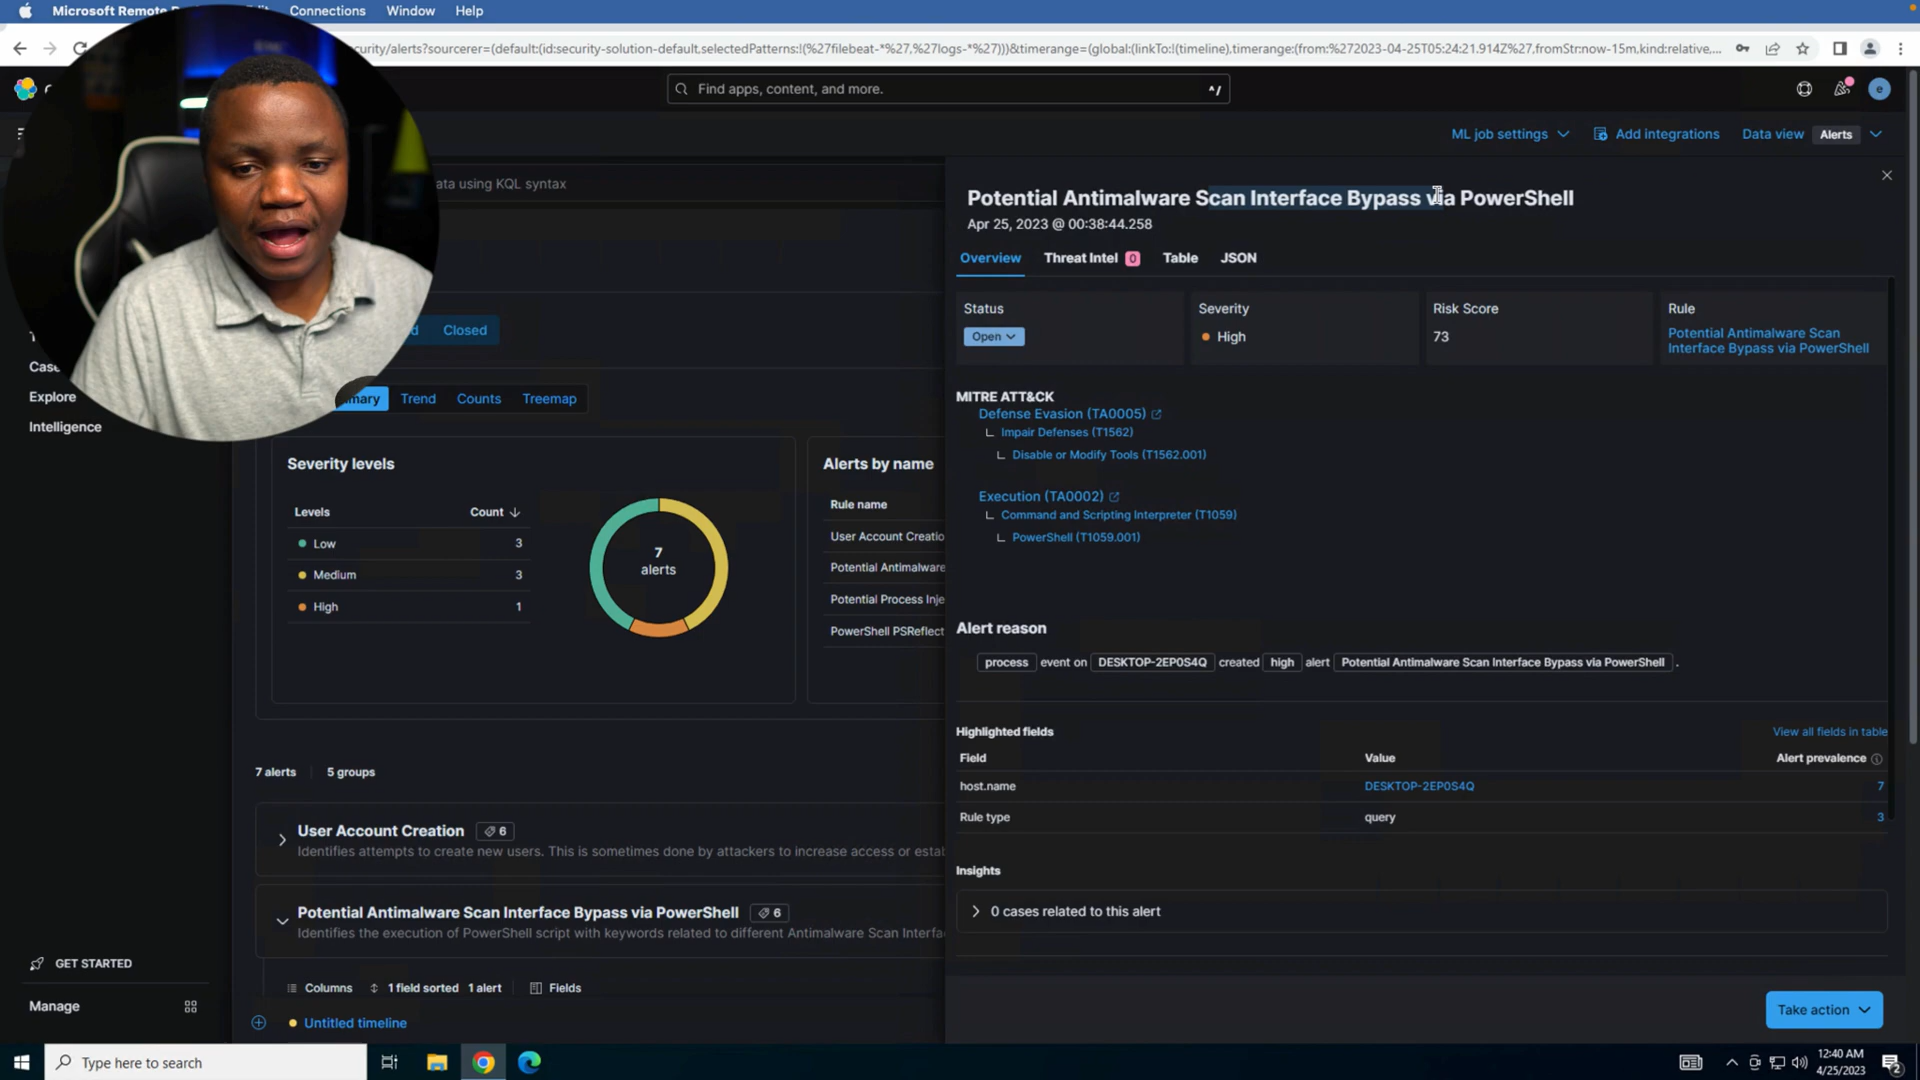 Microsoft Remote
Connections
Window
Help
curity/alerts?sourcerer=(default:(id:security-solution-default,selectedPatterns:!(%27filebeat-*%27,%27logs-*%27)))&timerange=(global:(linkTo:!(timeline),timerange:(from:%272023-04-25T05:24:21.914Z%27,fromStr:now-15m,kind:relative,...
Find apps, content, and more.
^/
e
ML job settings
Add integrations
Data view
Alerts
ata using KQL syntax
Closed
Explore
Intelligence
mary
Trend
Counts
Treemap
Severity levels
Levels
Count
Low
3
Medium
3
High
1
7
alerts
Alerts by name
Rule name
User Account Creatio
Potential Antimalware
Potential Process Inje
PowerShell PSReflect
7 alerts
5 groups
User Account Creation
6
Identifies attempts to create new users. This is sometimes done by attackers to increase access or estab
Potential Antimalware Scan Interface Bypass via PowerShell
6
Identifies the execution of PowerShell script with keywords related to different Antimalware Scan Interfa
Columns
1 field sorted
1 alert
Fields
Untitled timeline
GET STARTED
Manage
Potential Antimalware Scan Interface Bypass via PowerShell
Apr 25, 2023 @ 00:38:44.258
Overview
Threat Intel
0
Table
JSON
Status
Open
Severity
High
Risk Score
73
Rule
Potential Antimalware Scan
Interface Bypass via PowerShell
MITRE ATT&CK
Defense Evasion (TA0005)
Impair Defenses (T1562)
Disable or Modify Tools (T1562.001)
Execution (TA0002)
Command and Scripting Interpreter (T1059)
PowerShell (T1059.001)
Alert reason
process event on DESKTOP-2EP0S4Q created high alert Potential Antimalware Scan Interface Bypass via PowerShell .
Highlighted fields
View all fields in table
Field
Value
Alert prevalence
host.name
DESKTOP-2EP0S4Q
7
Rule type
query
3
Insights
0 cases related to this alert
Take action
Type here to search
12:40 AM
4/25/2023
2